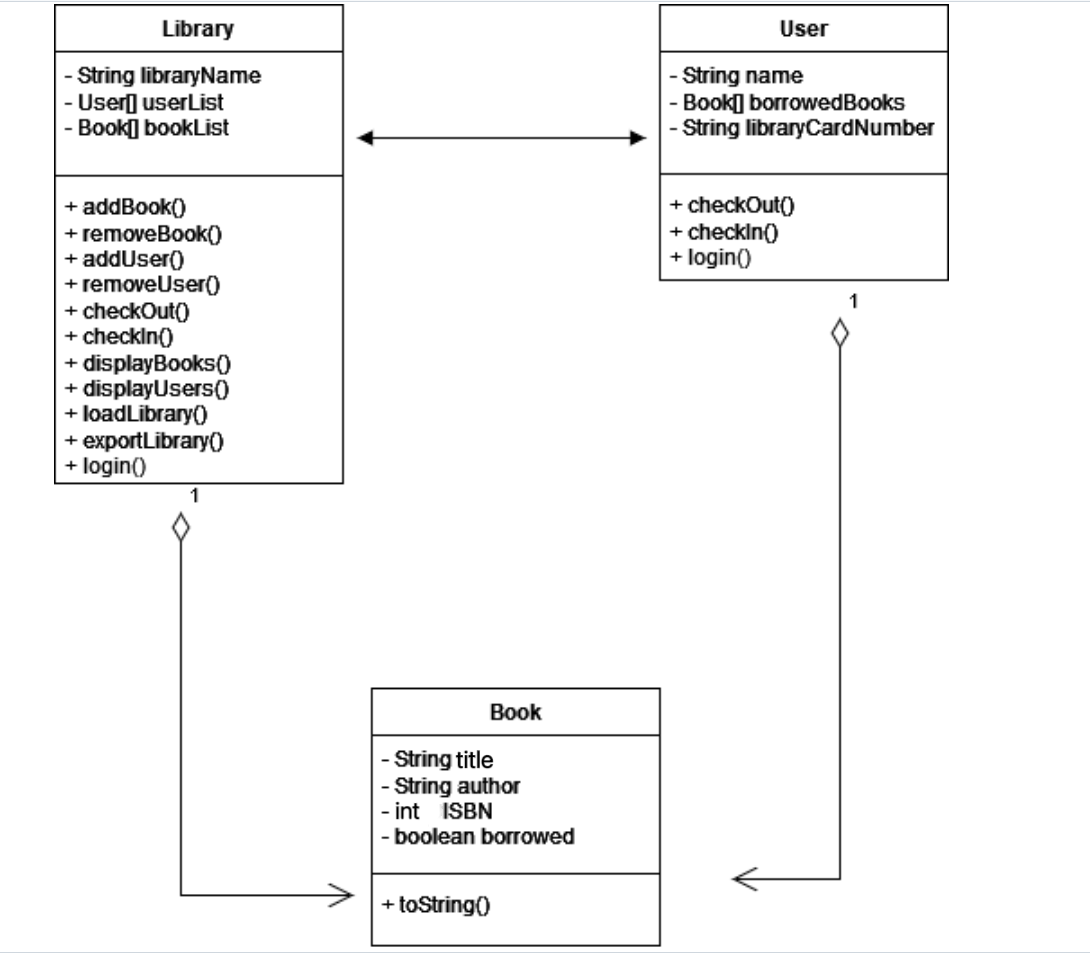 Library
- String libraryName
- User[] userList
- Book[] bookList
+ addBook()
+ removeBook()
+ addUser()
+ removeUser()
+ checkOut()
+ checkIn()
+ displayBooks()
+ displayUsers()
+ loadLibrary()
+ exportLibrary()
+ login()
1
User
- String name
- Book[] borrowedBooks
- String libraryCardNumber
+ checkOut()
+ checkIn()
+ login()
1
Book
- String title
- String author
- int ISBN
- boolean borrowed
+ toString()